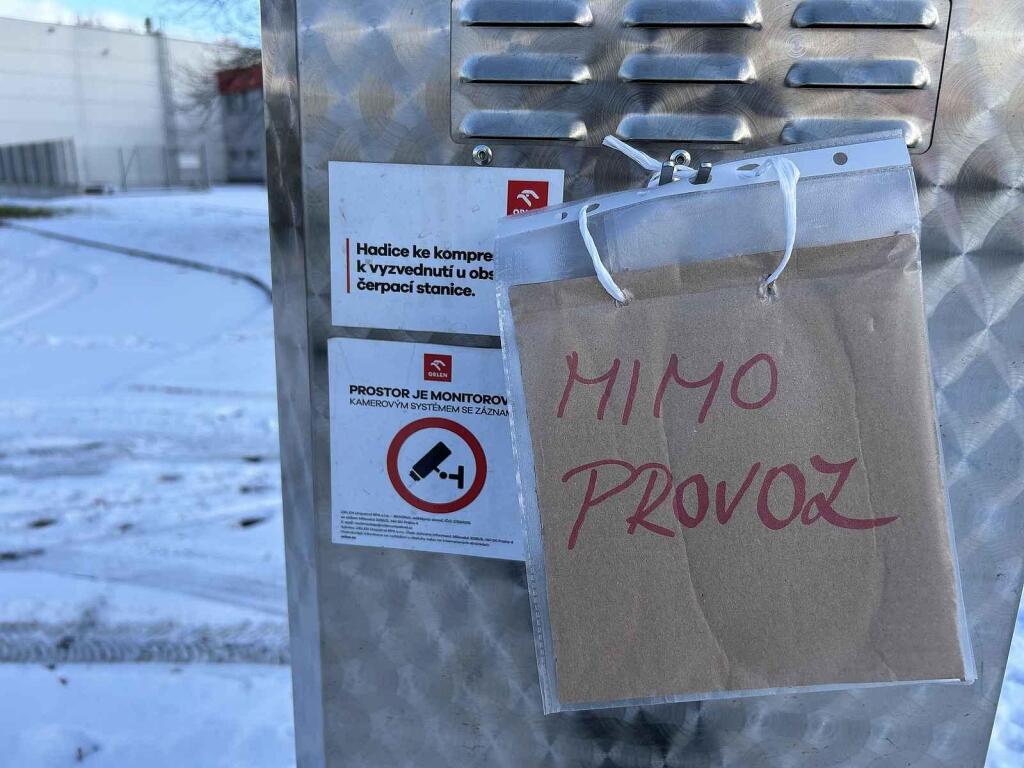 ORLEN
Hadice ke kompre
k vyzvednutí u obs
čerpací stanice.
ORLEN
PROSTOR JE MONITOROV
KAMEROVÝM SYSTÉMEM SE ZÁZNAM
MIMO
PROVOZ